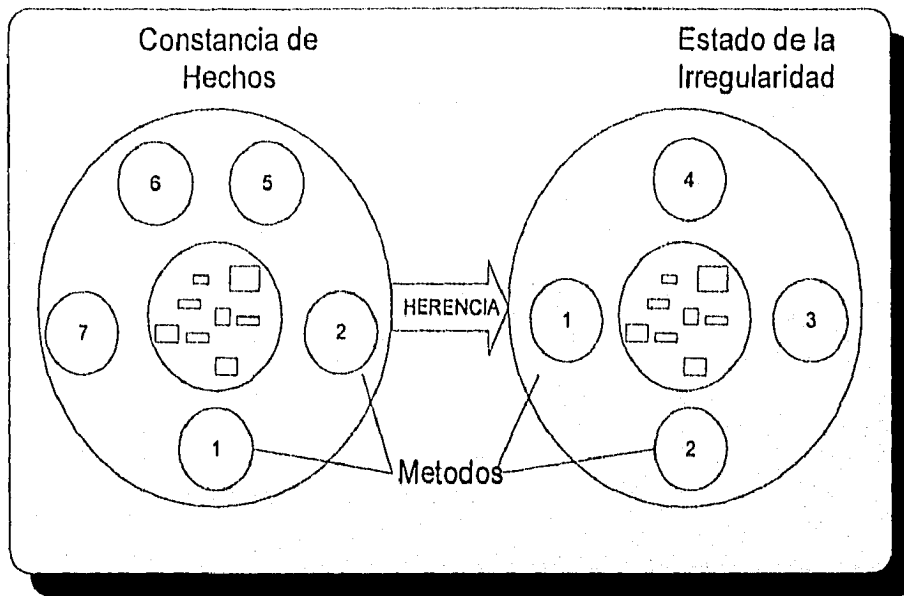 Constancia de
Hechos
Estado de la
Irregularidad
6
5
7
2
1
HERENCIA
4
1
3
2
Metodos